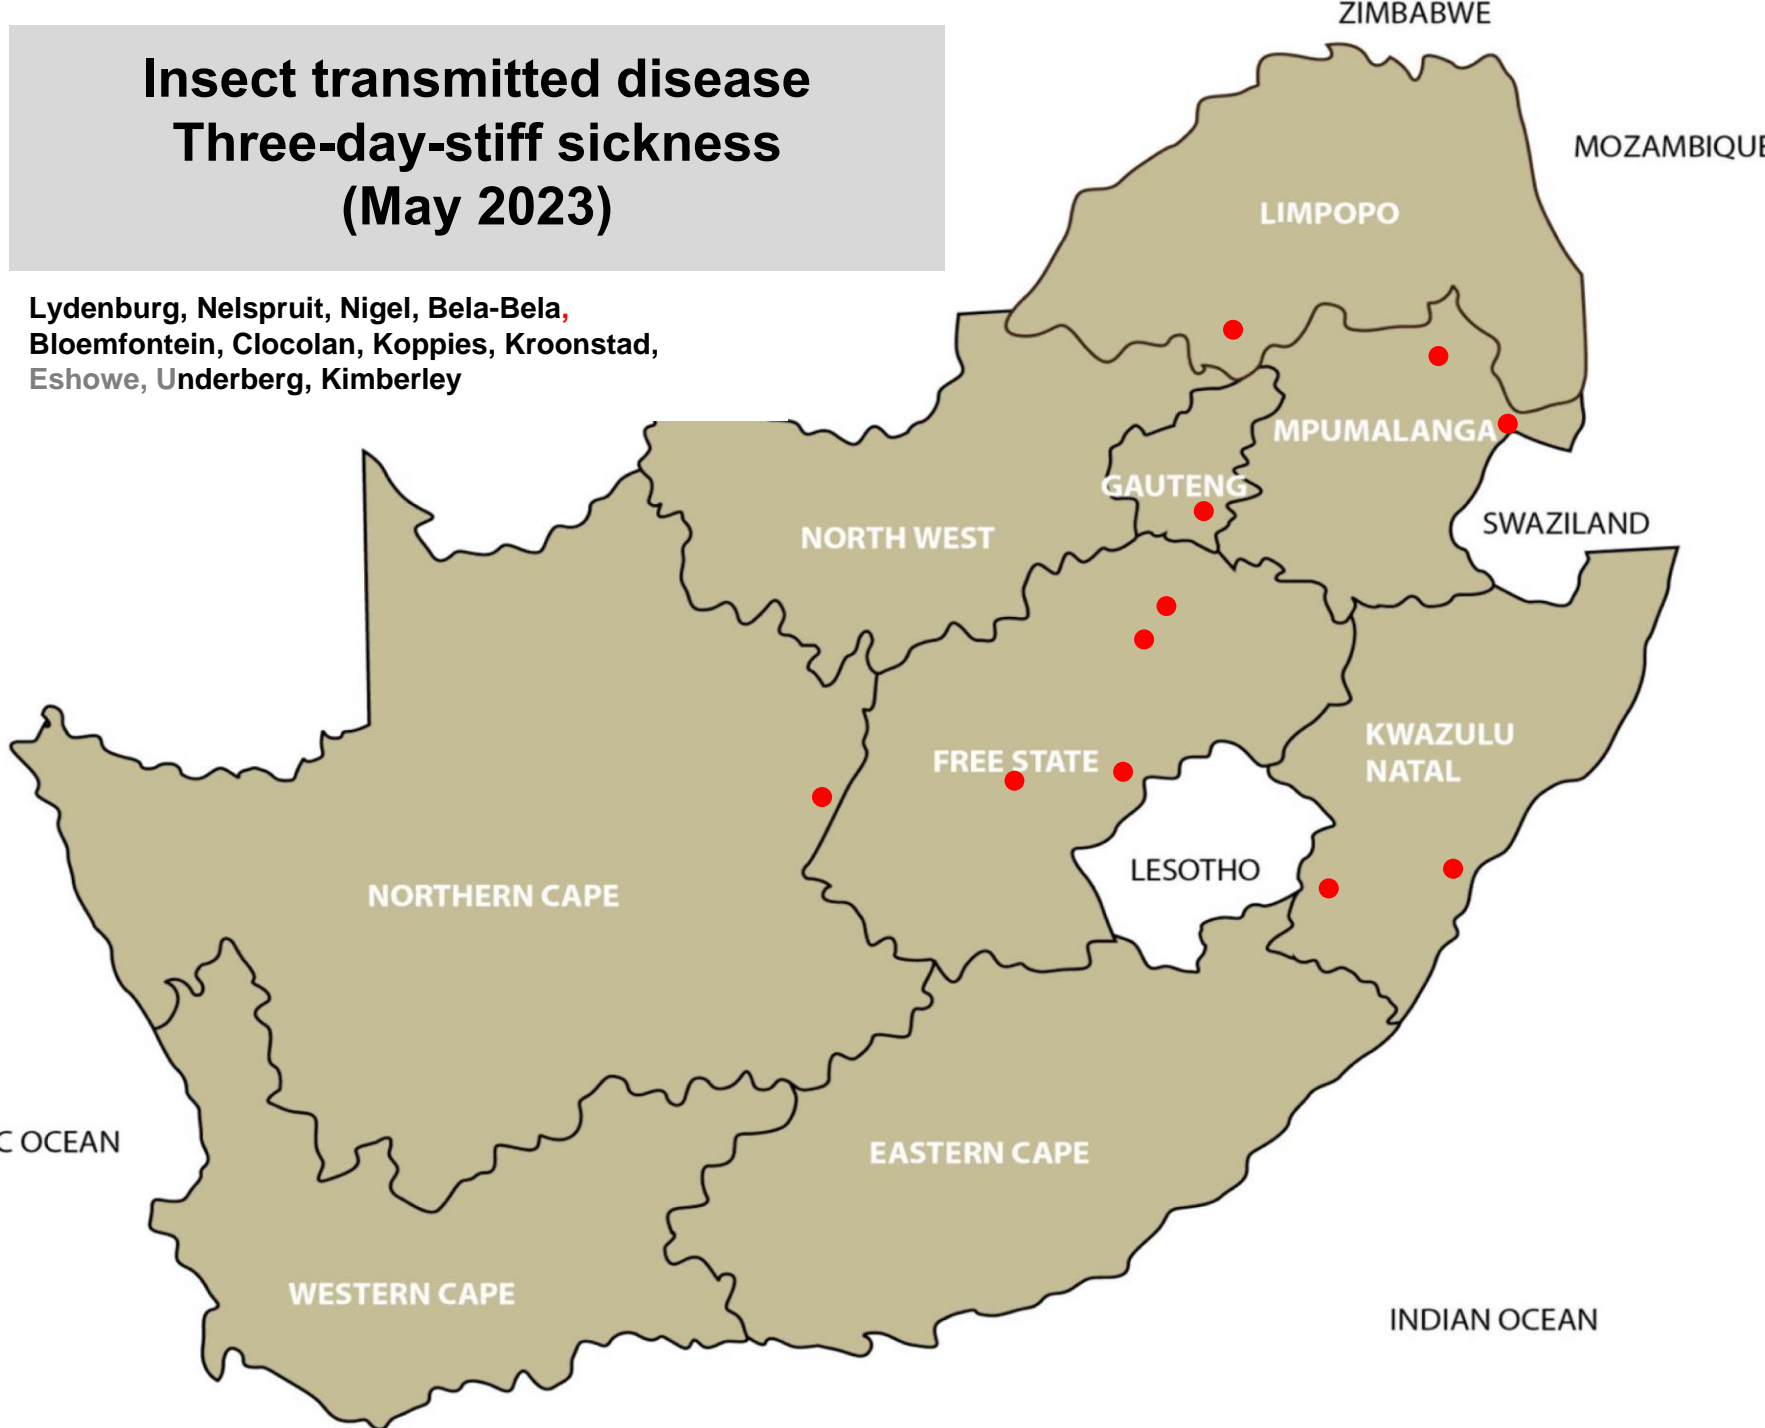 ZIMBABWE
Insect transmitted disease
Three-day-stiff sickness
(May 2023)
MOZAMBIQUE
LIMPOPO
Lydenburg, Nelspruit, Nigel, Bela-Bela,
Bloemfontein, Clocolan, Koppies, Kroonstad,
Eshowe, Underberg, Kimberley
MPUMALANGA
GAUTENG
SWAZILAND
NORTH WEST
KWAZULU
NATAL
FREE STATE
LESOTHO
NORTHERN CAPE
C OCEAN
EASTERN CAPE
WESTERN CAPE
INDIAN OCEAN